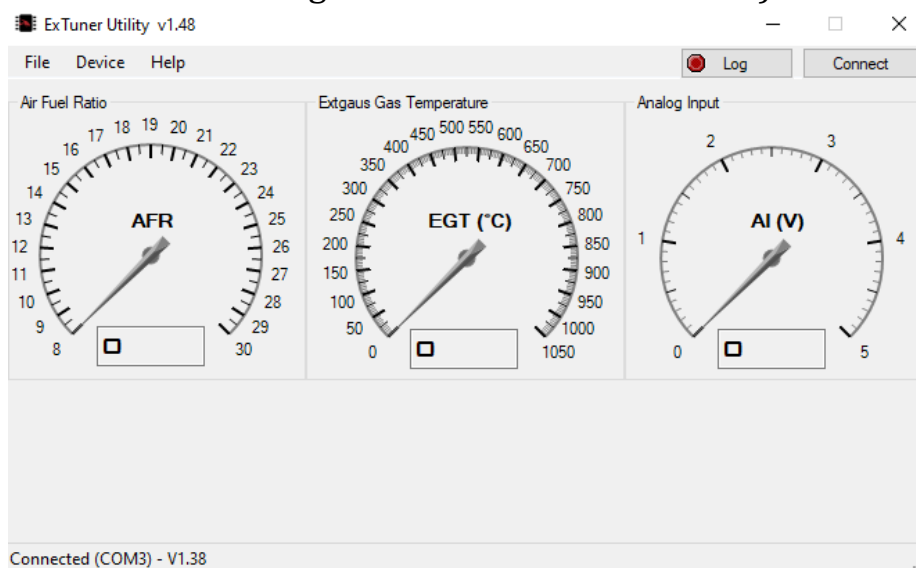 ExTuner Utility v1.48
File Device Help
Log
Connect
Air Fuel Ratio
8 9 10 11 12 13 14 15 16 17 18 19 20 21 22 23 24 25 26 27 28 29 30
AFR
0
Extgaus Gas Temperature
0 50 100 150 200 250 300 350 400 450 500 550 600 650 700 750 800 850 900 950 1000 1050
EGT (°C)
0
Analog Input
0 1 2 3 4 5
AI (V)
0
Connected (COM3) - V1.38